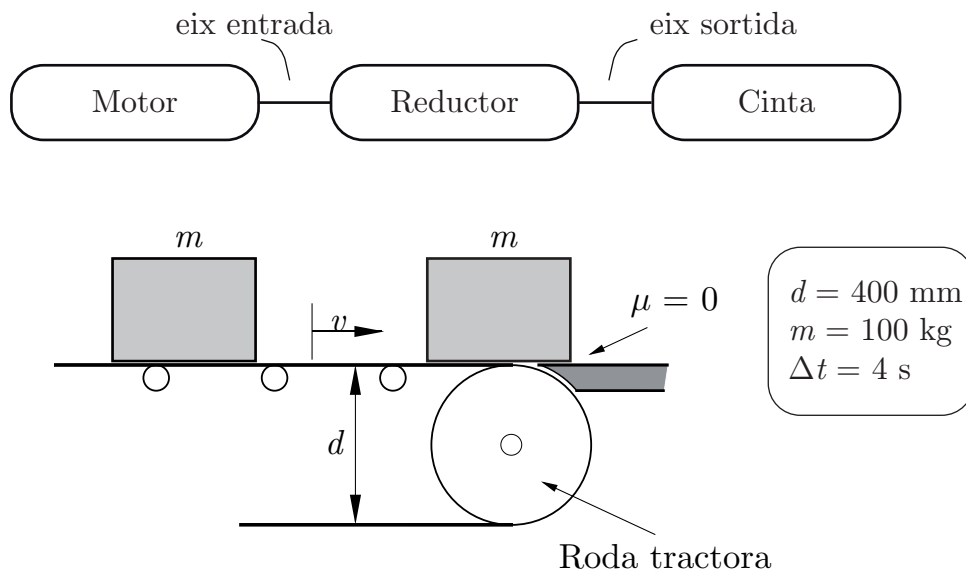 eix entrada
eix sortida
Motor
Reductor
Cinta
m
m
v
μ = 0
d = 400 mm
m = 100 kg
Δt = 4 s
d
Roda tractora